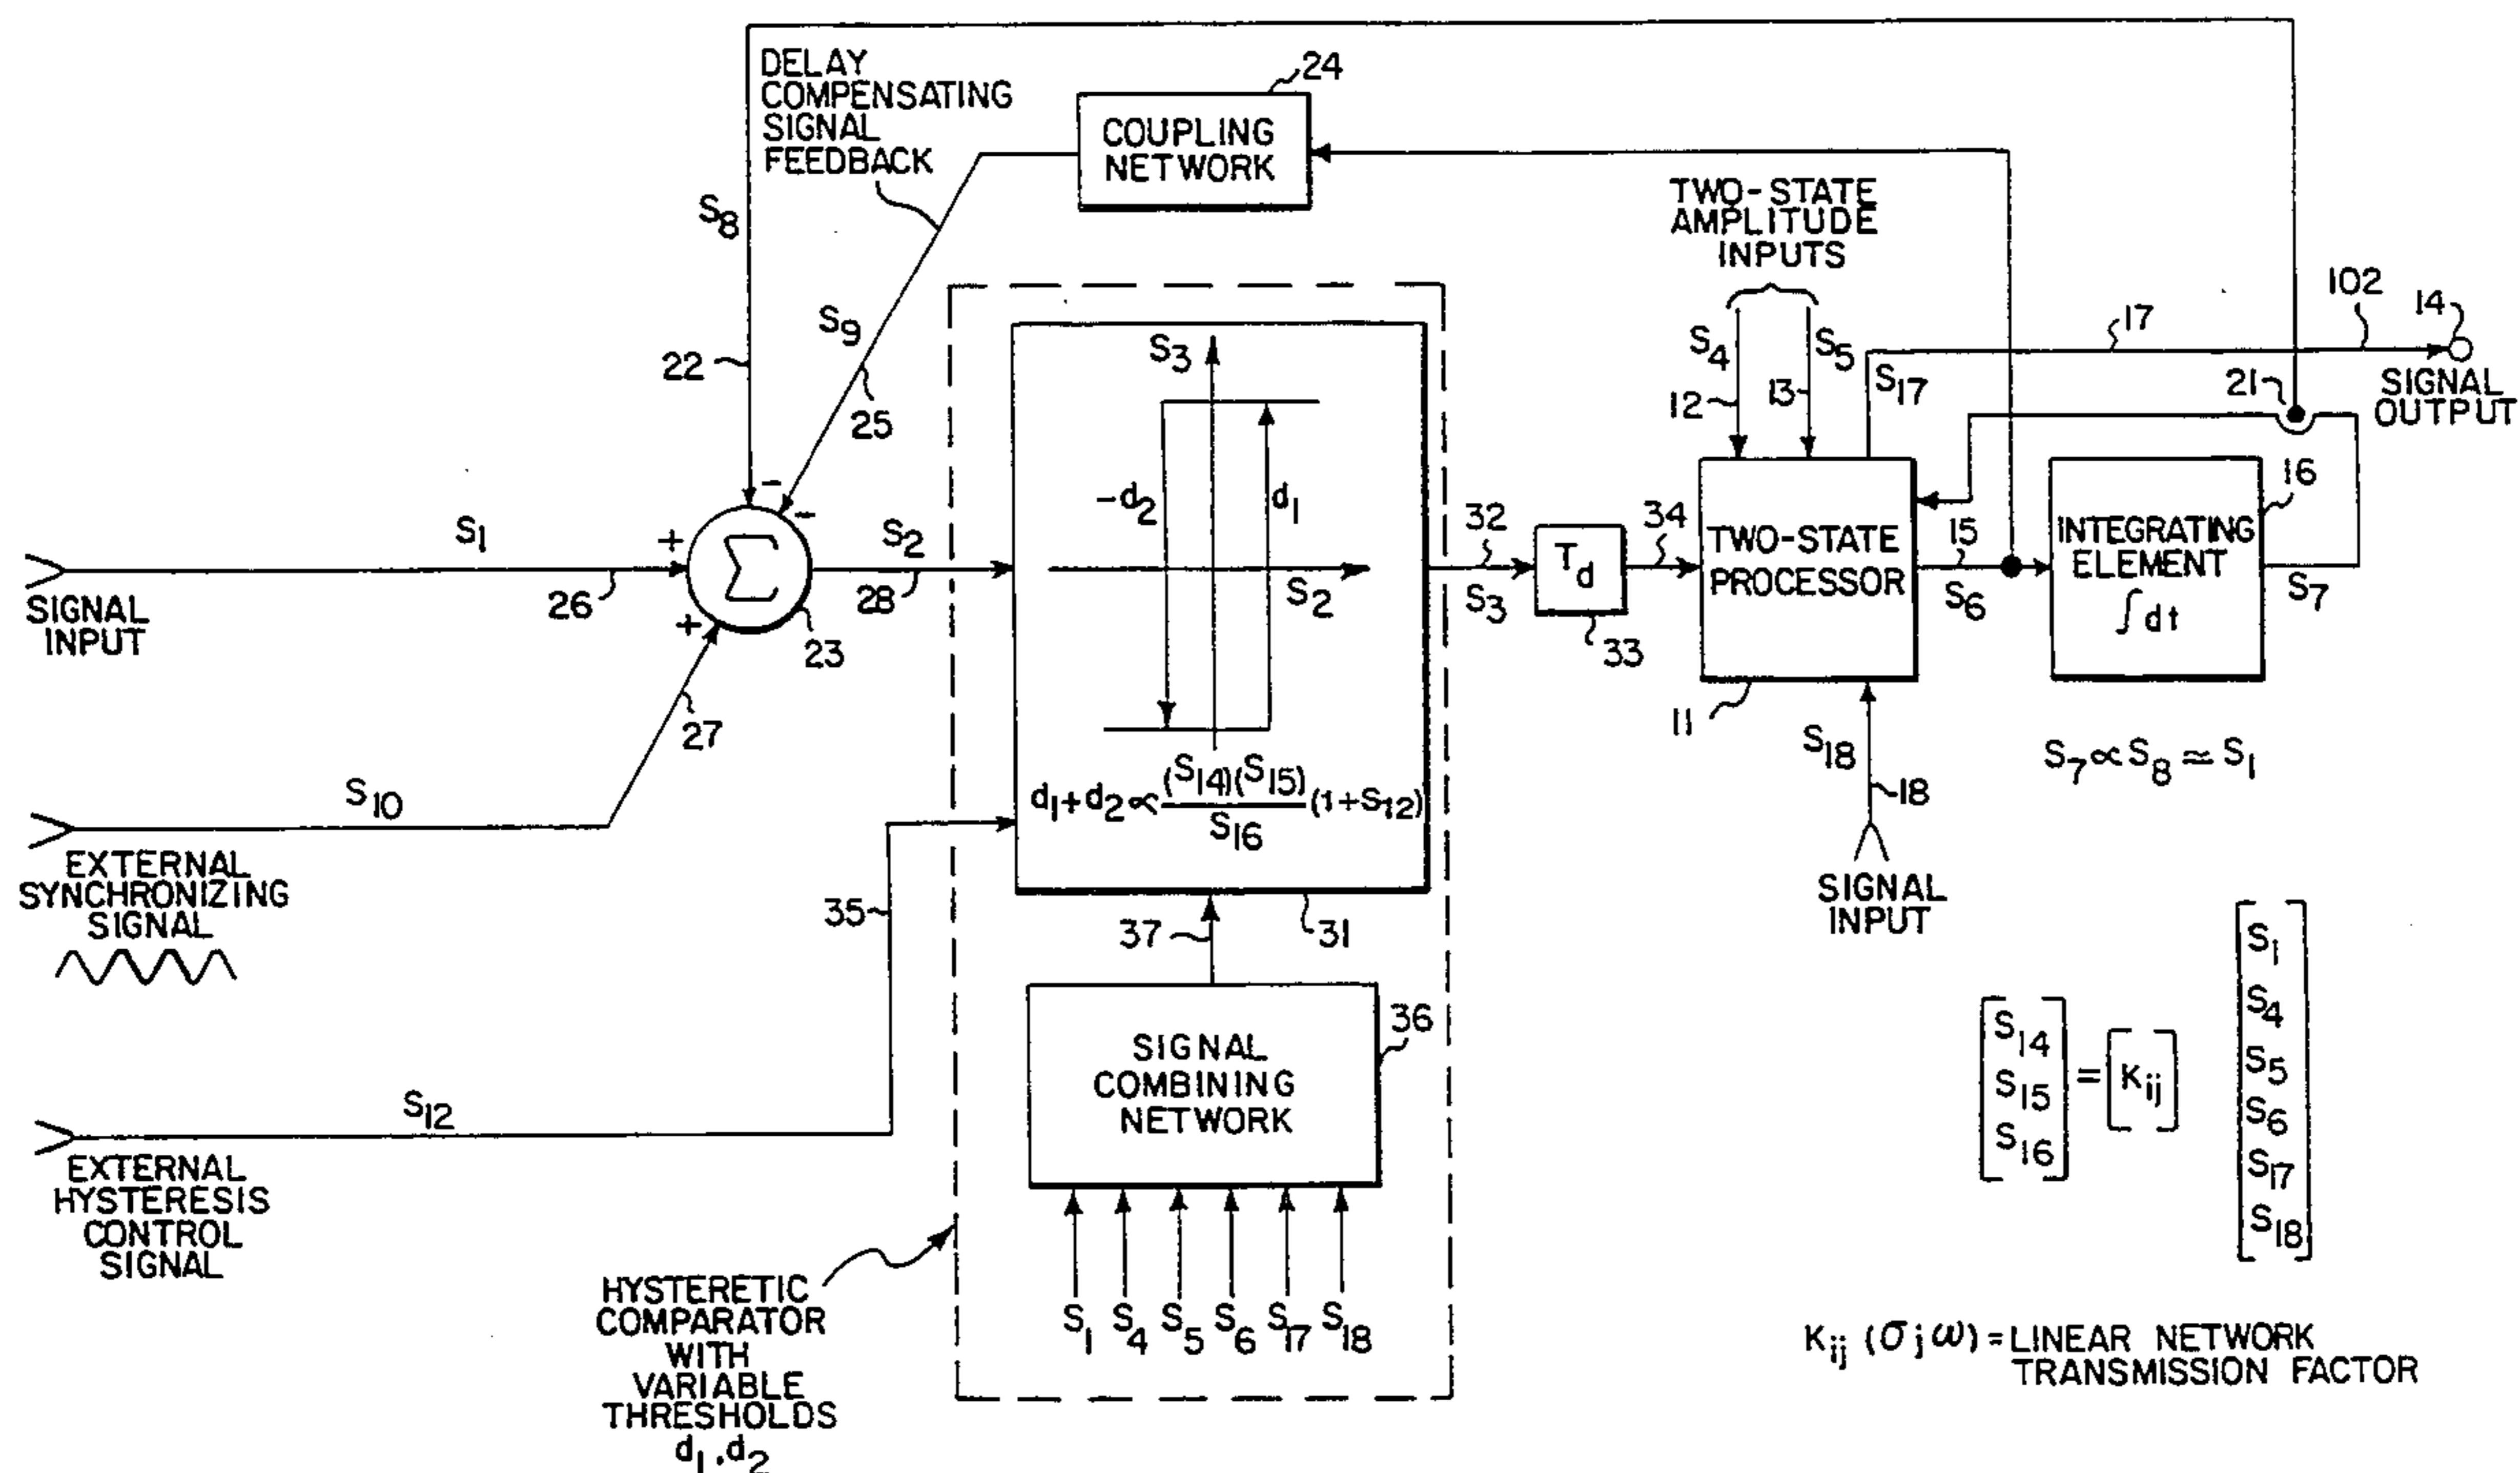 DELAY
COMPENSATING
SIGNAL
FEEDBACK
24
COUPLING
NETWORK
TWO-STATE
AMPLITUDE
INPUTS
S8
S9
22
25
S4
S5
12
13
S17
17
102
14
SIGNAL
OUTPUT
21
S3
-d2
d1
S2
S1
+
-
-
+
Σ
26
23
S2
28
SIGNAL
INPUT
27
32
S3
Td
33
34
TWO-STATE
PROCESSOR
11
15
S6
16
INTEGRATING
ELEMENT
∫dt
S7
S7∝S8≃S1
S18
18
SIGNAL
INPUT
d1+d2∝(S14)(S15)/S16(1+S12)
S10
EXTERNAL
SYNCHRONIZING
SIGNAL
35
37
31
SIGNAL
COMBINING
NETWORK
36
S12
EXTERNAL
HYSTERESIS
CONTROL
SIGNAL
S1 S4 S5 S6 S17 S18
HYSTERETIC
COMPARATOR
WITH
VARIABLE
THRESHOLDS
d1,d2
[S14 S15 S16] = [Kij] [S1 S4 S5 S6 S17 S18]
Kij (σjω) = LINEAR NETWORK
TRANSMISSION FACTOR